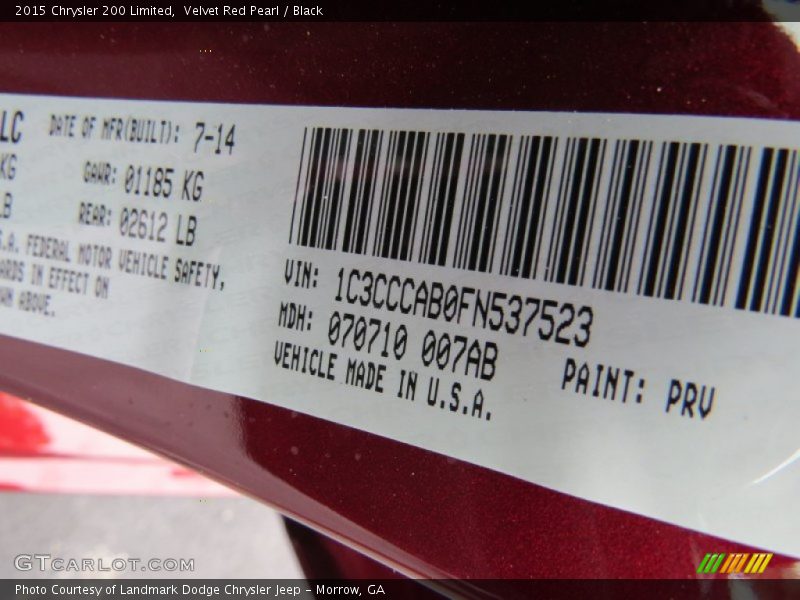 2015 Chrysler 200 Limited, Velvet Red Pearl / Black
LC
DATE OF MFR(BUILT): 7-14
KG
GAWR: 01185 KG
LB
REAR: 02612 LB
S.A. FEDERAL MOTOR VEHICLE SAFETY,
ARDS IN EFFECT ON
WN ABOVE.
VIN: 1C3CCCAB0FN537523
MDH: 070710 007AB
PAINT: PRV
VEHICLE MADE IN U.S.A.
GTCARLOT.COM
Photo Courtesy of Landmark Dodge Chrysler Jeep - Morrow, GA